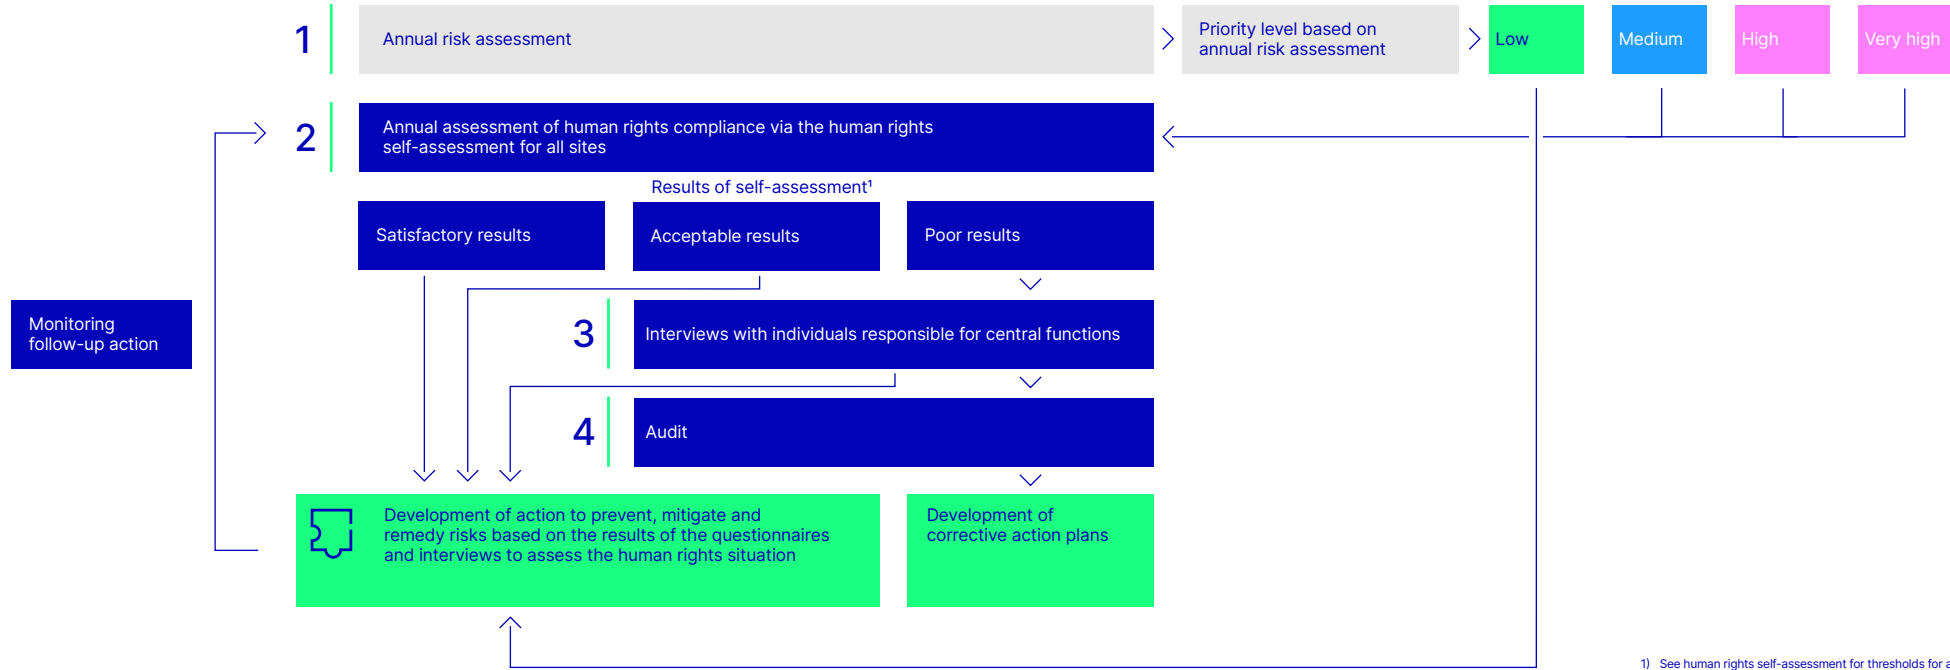 1
Annual risk assessment
Priority level based on
annual risk assessment
Low
Medium
High
Very high
2
Annual assessment of human rights compliance via the human rights
self-assessment for all sites
Results of self-assessment¹
Satisfactory results
Acceptable results
Poor results
Monitoring
follow-up action
3
Interviews with individuals responsible for central functions
4
Audit
Development of action to prevent, mitigate and
remedy risks based on the results of the questionnaires
and interviews to assess the human rights situation
Development of
corrective action plans
1) See human rights self-assessment for thresholds for